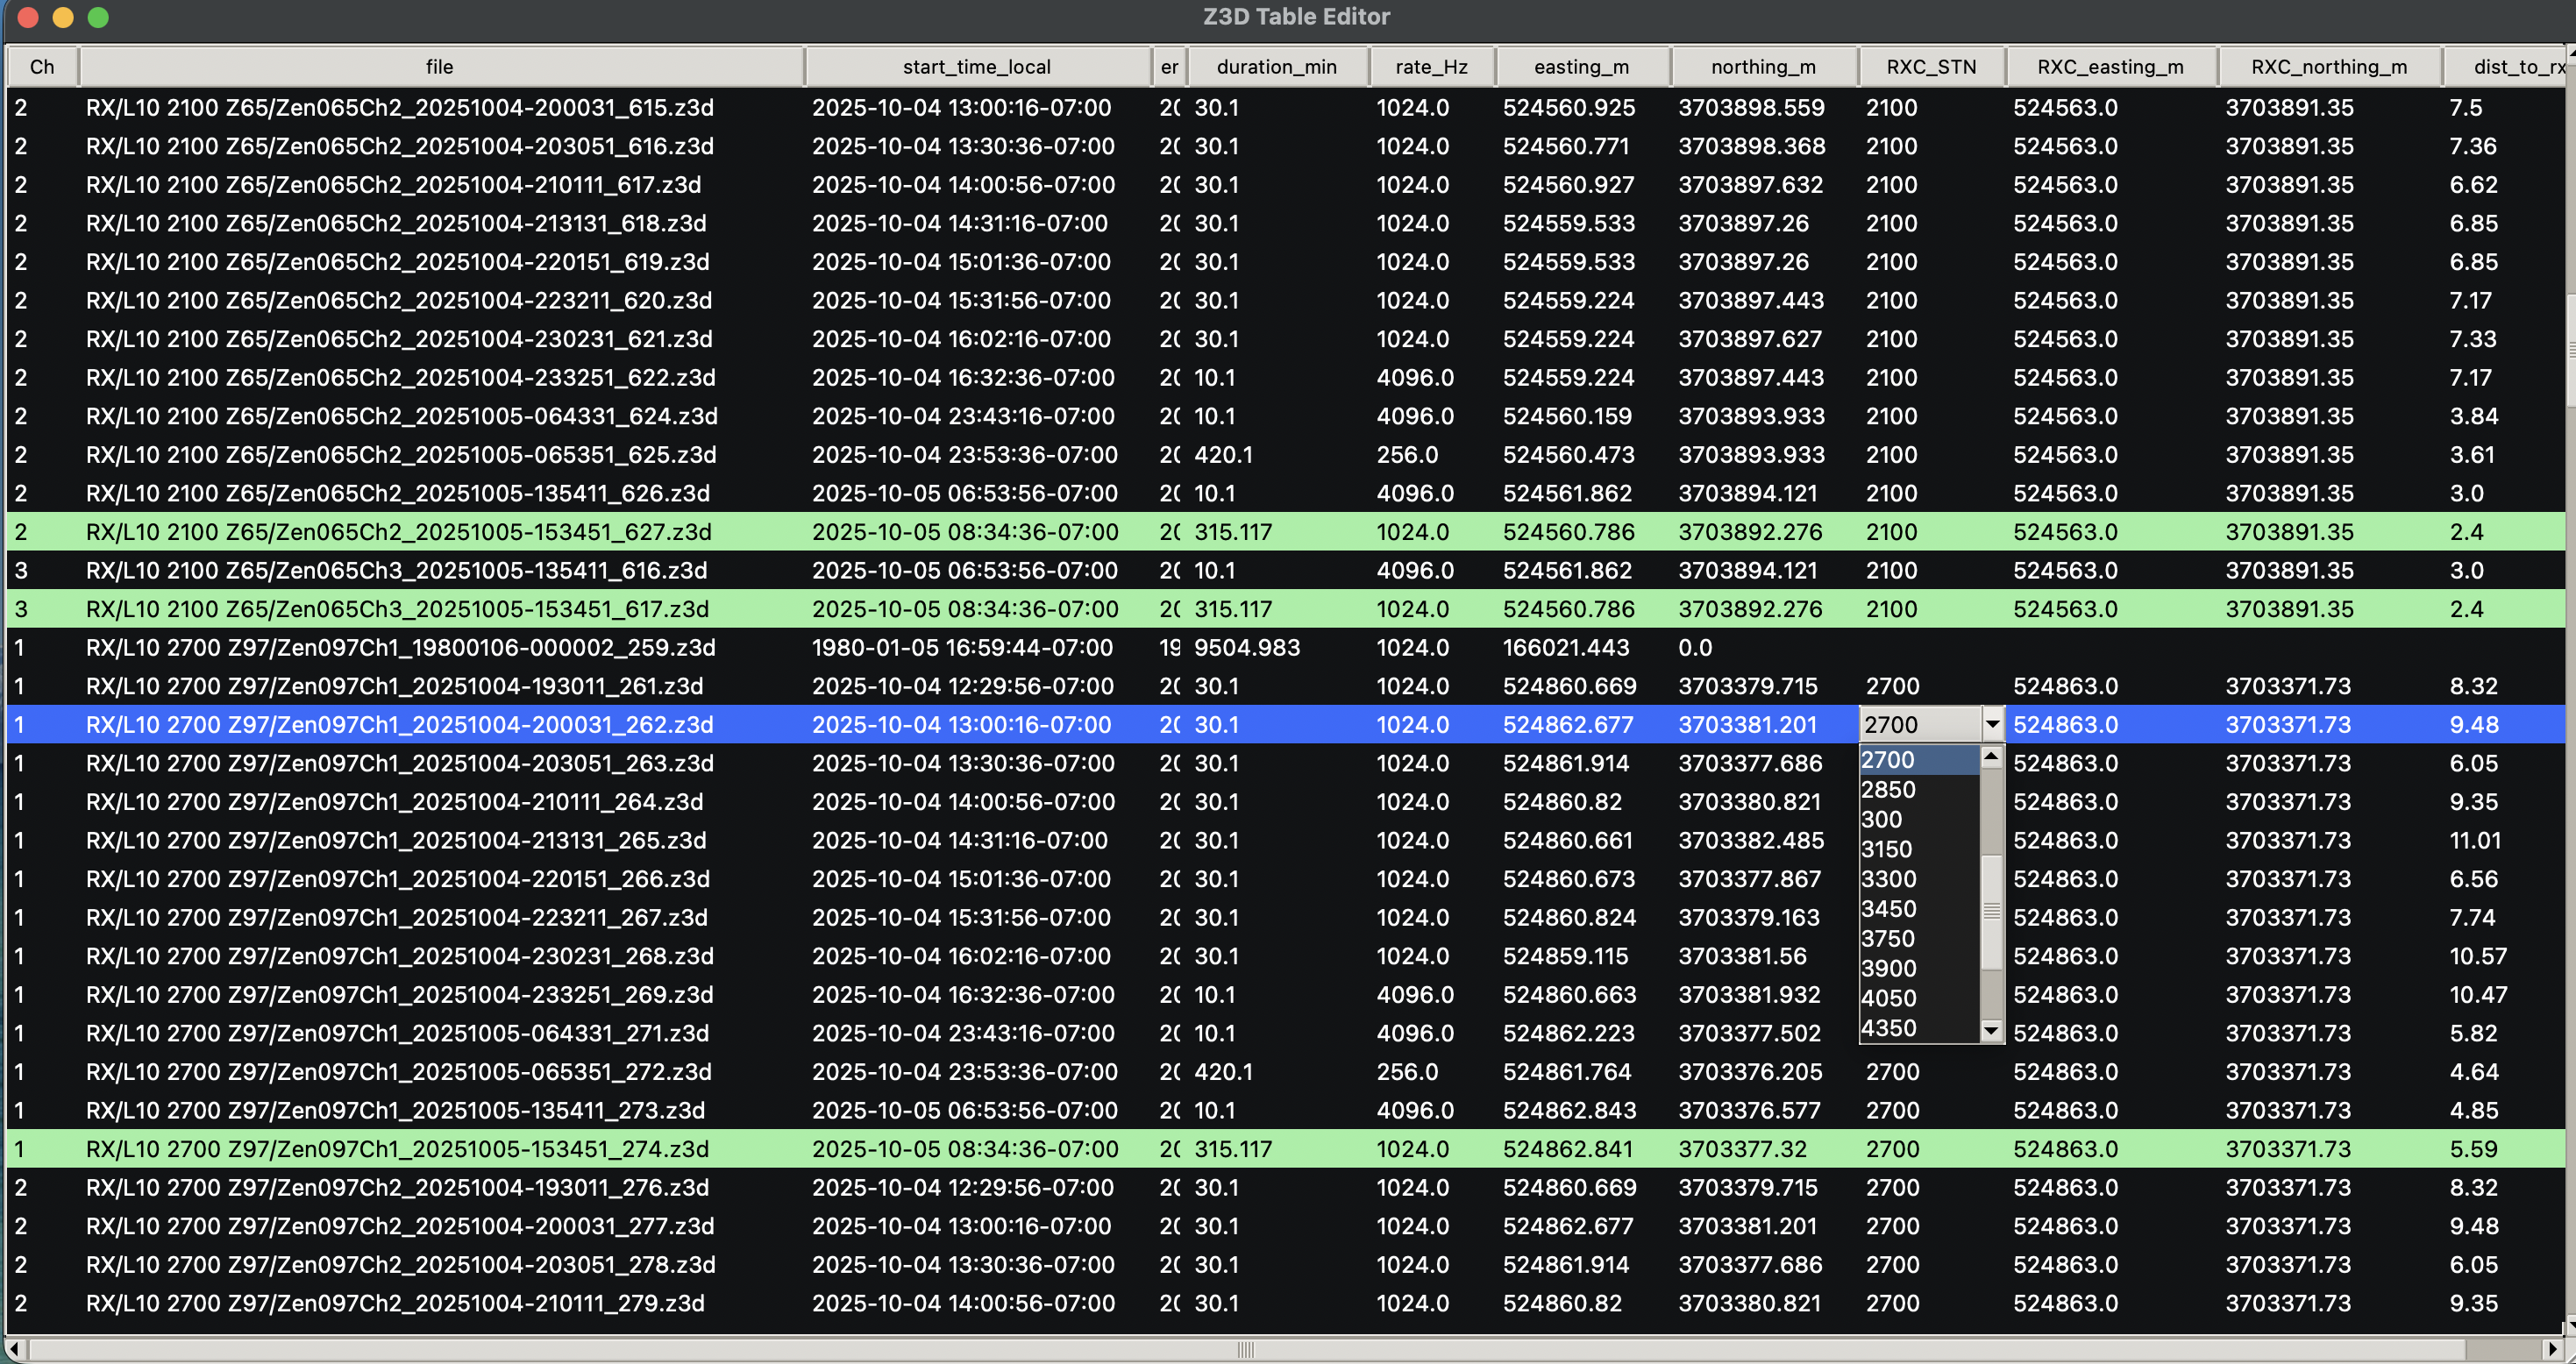 Z3D Table Editor
Ch file start_time_local er duration_min rate_Hz easting_m northing_m RXC_STN RXC_easting_m RXC_northing_m dist_to_rx
2 RX/L10 2100 Z65/Zen065Ch2_20251004-200031_615.z3d 2025-10-04 13:00:16-07:00 20 30.1 1024.0 524560.925 3703898.559 2100 524563.0 3703891.35 7.5
2 RX/L10 2100 Z65/Zen065Ch2_20251004-203051_616.z3d 2025-10-04 13:30:36-07:00 20 30.1 1024.0 524560.771 3703898.368 2100 524563.0 3703891.35 7.36
2 RX/L10 2100 Z65/Zen065Ch2_20251004-210111_617.z3d 2025-10-04 14:00:56-07:00 20 30.1 1024.0 524560.927 3703897.632 2100 524563.0 3703891.35 6.62
2 RX/L10 2100 Z65/Zen065Ch2_20251004-213131_618.z3d 2025-10-04 14:31:16-07:00 20 30.1 1024.0 524559.533 3703897.26 2100 524563.0 3703891.35 6.85
2 RX/L10 2100 Z65/Zen065Ch2_20251004-220151_619.z3d 2025-10-04 15:01:36-07:00 20 30.1 1024.0 524559.533 3703897.26 2100 524563.0 3703891.35 6.85
2 RX/L10 2100 Z65/Zen065Ch2_20251004-223211_620.z3d 2025-10-04 15:31:56-07:00 20 30.1 1024.0 524559.224 3703897.443 2100 524563.0 3703891.35 7.17
2 RX/L10 2100 Z65/Zen065Ch2_20251004-230231_621.z3d 2025-10-04 16:02:16-07:00 20 30.1 1024.0 524559.224 3703897.627 2100 524563.0 3703891.35 7.33
2 RX/L10 2100 Z65/Zen065Ch2_20251004-233251_622.z3d 2025-10-04 16:32:36-07:00 20 10.1 4096.0 524559.224 3703897.443 2100 524563.0 3703891.35 7.17
2 RX/L10 2100 Z65/Zen065Ch2_20251005-064331_624.z3d 2025-10-04 23:43:16-07:00 20 10.1 4096.0 524560.159 3703893.933 2100 524563.0 3703891.35 3.84
2 RX/L10 2100 Z65/Zen065Ch2_20251005-065351_625.z3d 2025-10-04 23:53:36-07:00 20 420.1 256.0 524560.473 3703893.933 2100 524563.0 3703891.35 3.61
2 RX/L10 2100 Z65/Zen065Ch2_20251005-135411_626.z3d 2025-10-05 06:53:56-07:00 20 10.1 4096.0 524561.862 3703894.121 2100 524563.0 3703891.35 3.0
2 RX/L10 2100 Z65/Zen065Ch2_20251005-153451_627.z3d 2025-10-05 08:34:36-07:00 20 315.117 1024.0 524560.786 3703892.276 2100 524563.0 3703891.35 2.4
3 RX/L10 2100 Z65/Zen065Ch3_20251005-135411_616.z3d 2025-10-05 06:53:56-07:00 20 10.1 4096.0 524561.862 3703894.121 2100 524563.0 3703891.35 3.0
3 RX/L10 2100 Z65/Zen065Ch3_20251005-153451_617.z3d 2025-10-05 08:34:36-07:00 20 315.117 1024.0 524560.786 3703892.276 2100 524563.0 3703891.35 2.4
1 RX/L10 2700 Z97/Zen097Ch1_19800106-000002_259.z3d 1980-01-05 16:59:44-07:00 19 9504.983 1024.0 166021.443 0.0
1 RX/L10 2700 Z97/Zen097Ch1_20251004-193011_261.z3d 2025-10-04 12:29:56-07:00 20 30.1 1024.0 524860.669 3703379.715 2700 524863.0 3703371.73 8.32
1 RX/L10 2700 Z97/Zen097Ch1_20251004-200031_262.z3d 2025-10-04 13:00:16-07:00 20 30.1 1024.0 524862.677 3703381.201 2700 524863.0 3703371.73 9.48
1 RX/L10 2700 Z97/Zen097Ch1_20251004-203051_263.z3d 2025-10-04 13:30:36-07:00 20 30.1 1024.0 524861.914 3703377.686 524863.0 3703371.73 6.05
1 RX/L10 2700 Z97/Zen097Ch1_20251004-210111_264.z3d 2025-10-04 14:00:56-07:00 20 30.1 1024.0 524860.82 3703380.821 524863.0 3703371.73 9.35
1 RX/L10 2700 Z97/Zen097Ch1_20251004-213131_265.z3d 2025-10-04 14:31:16-07:00 20 30.1 1024.0 524860.661 3703382.485 524863.0 3703371.73 11.01
1 RX/L10 2700 Z97/Zen097Ch1_20251004-220151_266.z3d 2025-10-04 15:01:36-07:00 20 30.1 1024.0 524860.673 3703377.867 524863.0 3703371.73 6.56
1 RX/L10 2700 Z97/Zen097Ch1_20251004-223211_267.z3d 2025-10-04 15:31:56-07:00 20 30.1 1024.0 524860.824 3703379.163 524863.0 3703371.73 7.74
1 RX/L10 2700 Z97/Zen097Ch1_20251004-230231_268.z3d 2025-10-04 16:02:16-07:00 20 30.1 1024.0 524859.115 3703381.56 524863.0 3703371.73 10.57
1 RX/L10 2700 Z97/Zen097Ch1_20251004-233251_269.z3d 2025-10-04 16:32:36-07:00 20 10.1 4096.0 524860.663 3703381.932 524863.0 3703371.73 10.47
1 RX/L10 2700 Z97/Zen097Ch1_20251005-064331_271.z3d 2025-10-04 23:43:16-07:00 20 10.1 4096.0 524862.223 3703377.502 524863.0 3703371.73 5.82
2700
2850
300
3150
3300
3450
3750
3900
4050
4350
1 RX/L10 2700 Z97/Zen097Ch1_20251005-065351_272.z3d 2025-10-04 23:53:36-07:00 20 420.1 256.0 524861.764 3703376.205 2700 524863.0 3703371.73 4.64
1 RX/L10 2700 Z97/Zen097Ch1_20251005-135411_273.z3d 2025-10-05 06:53:56-07:00 20 10.1 4096.0 524862.843 3703376.577 2700 524863.0 3703371.73 4.85
1 RX/L10 2700 Z97/Zen097Ch1_20251005-153451_274.z3d 2025-10-05 08:34:36-07:00 20 315.117 1024.0 524862.841 3703377.32 2700 524863.0 3703371.73 5.59
2 RX/L10 2700 Z97/Zen097Ch2_20251004-193011_276.z3d 2025-10-04 12:29:56-07:00 20 30.1 1024.0 524860.669 3703379.715 2700 524863.0 3703371.73 8.32
2 RX/L10 2700 Z97/Zen097Ch2_20251004-200031_277.z3d 2025-10-04 13:00:16-07:00 20 30.1 1024.0 524862.677 3703381.201 2700 524863.0 3703371.73 9.48
2 RX/L10 2700 Z97/Zen097Ch2_20251004-203051_278.z3d 2025-10-04 13:30:36-07:00 20 30.1 1024.0 524861.914 3703377.686 2700 524863.0 3703371.73 6.05
2 RX/L10 2700 Z97/Zen097Ch2_20251004-210111_279.z3d 2025-10-04 14:00:56-07:00 20 30.1 1024.0 524860.82 3703380.821 2700 524863.0 3703371.73 9.35